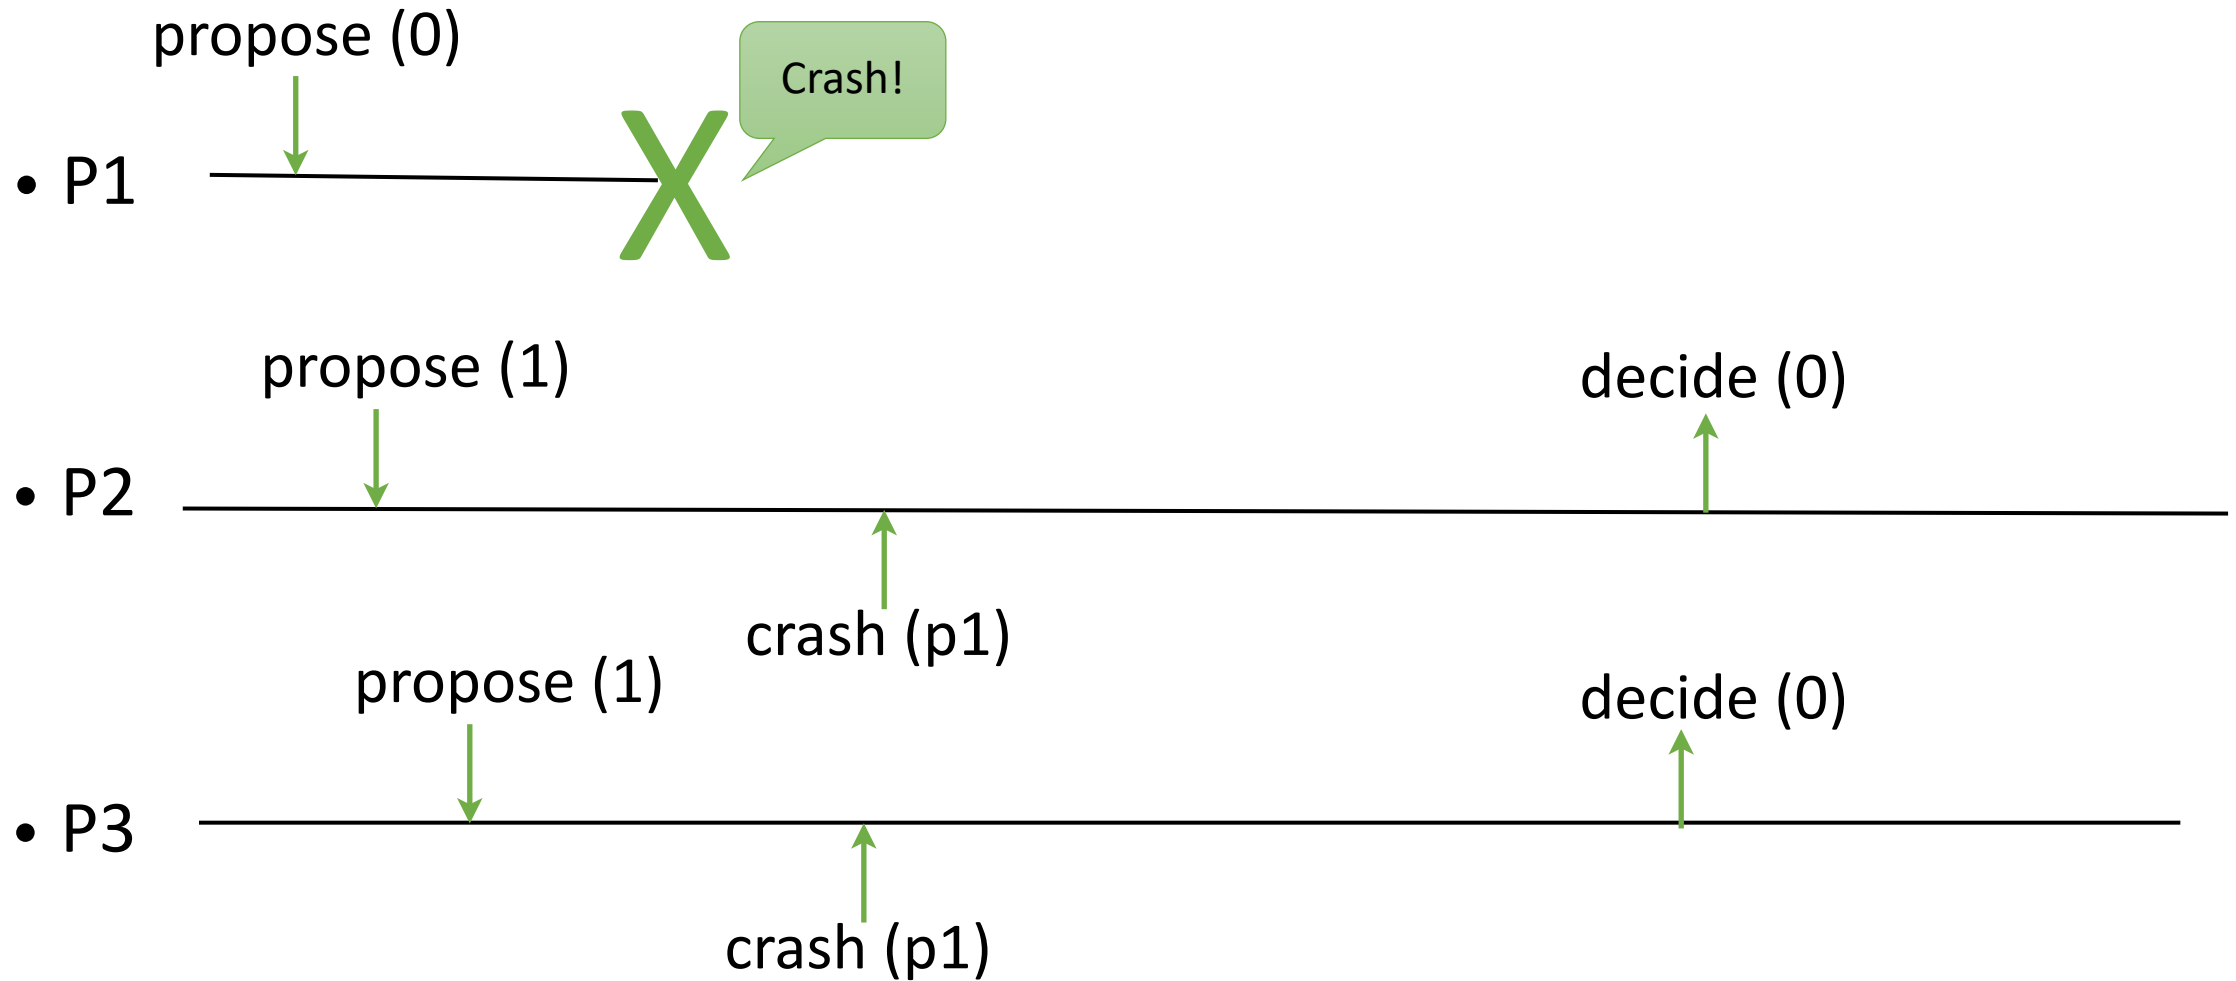 propose (0)
Crash!
• P1
propose (1)
decide (0)
• P2
crash (p1)
propose (1)
decide (0)
• P3
crash (p1)